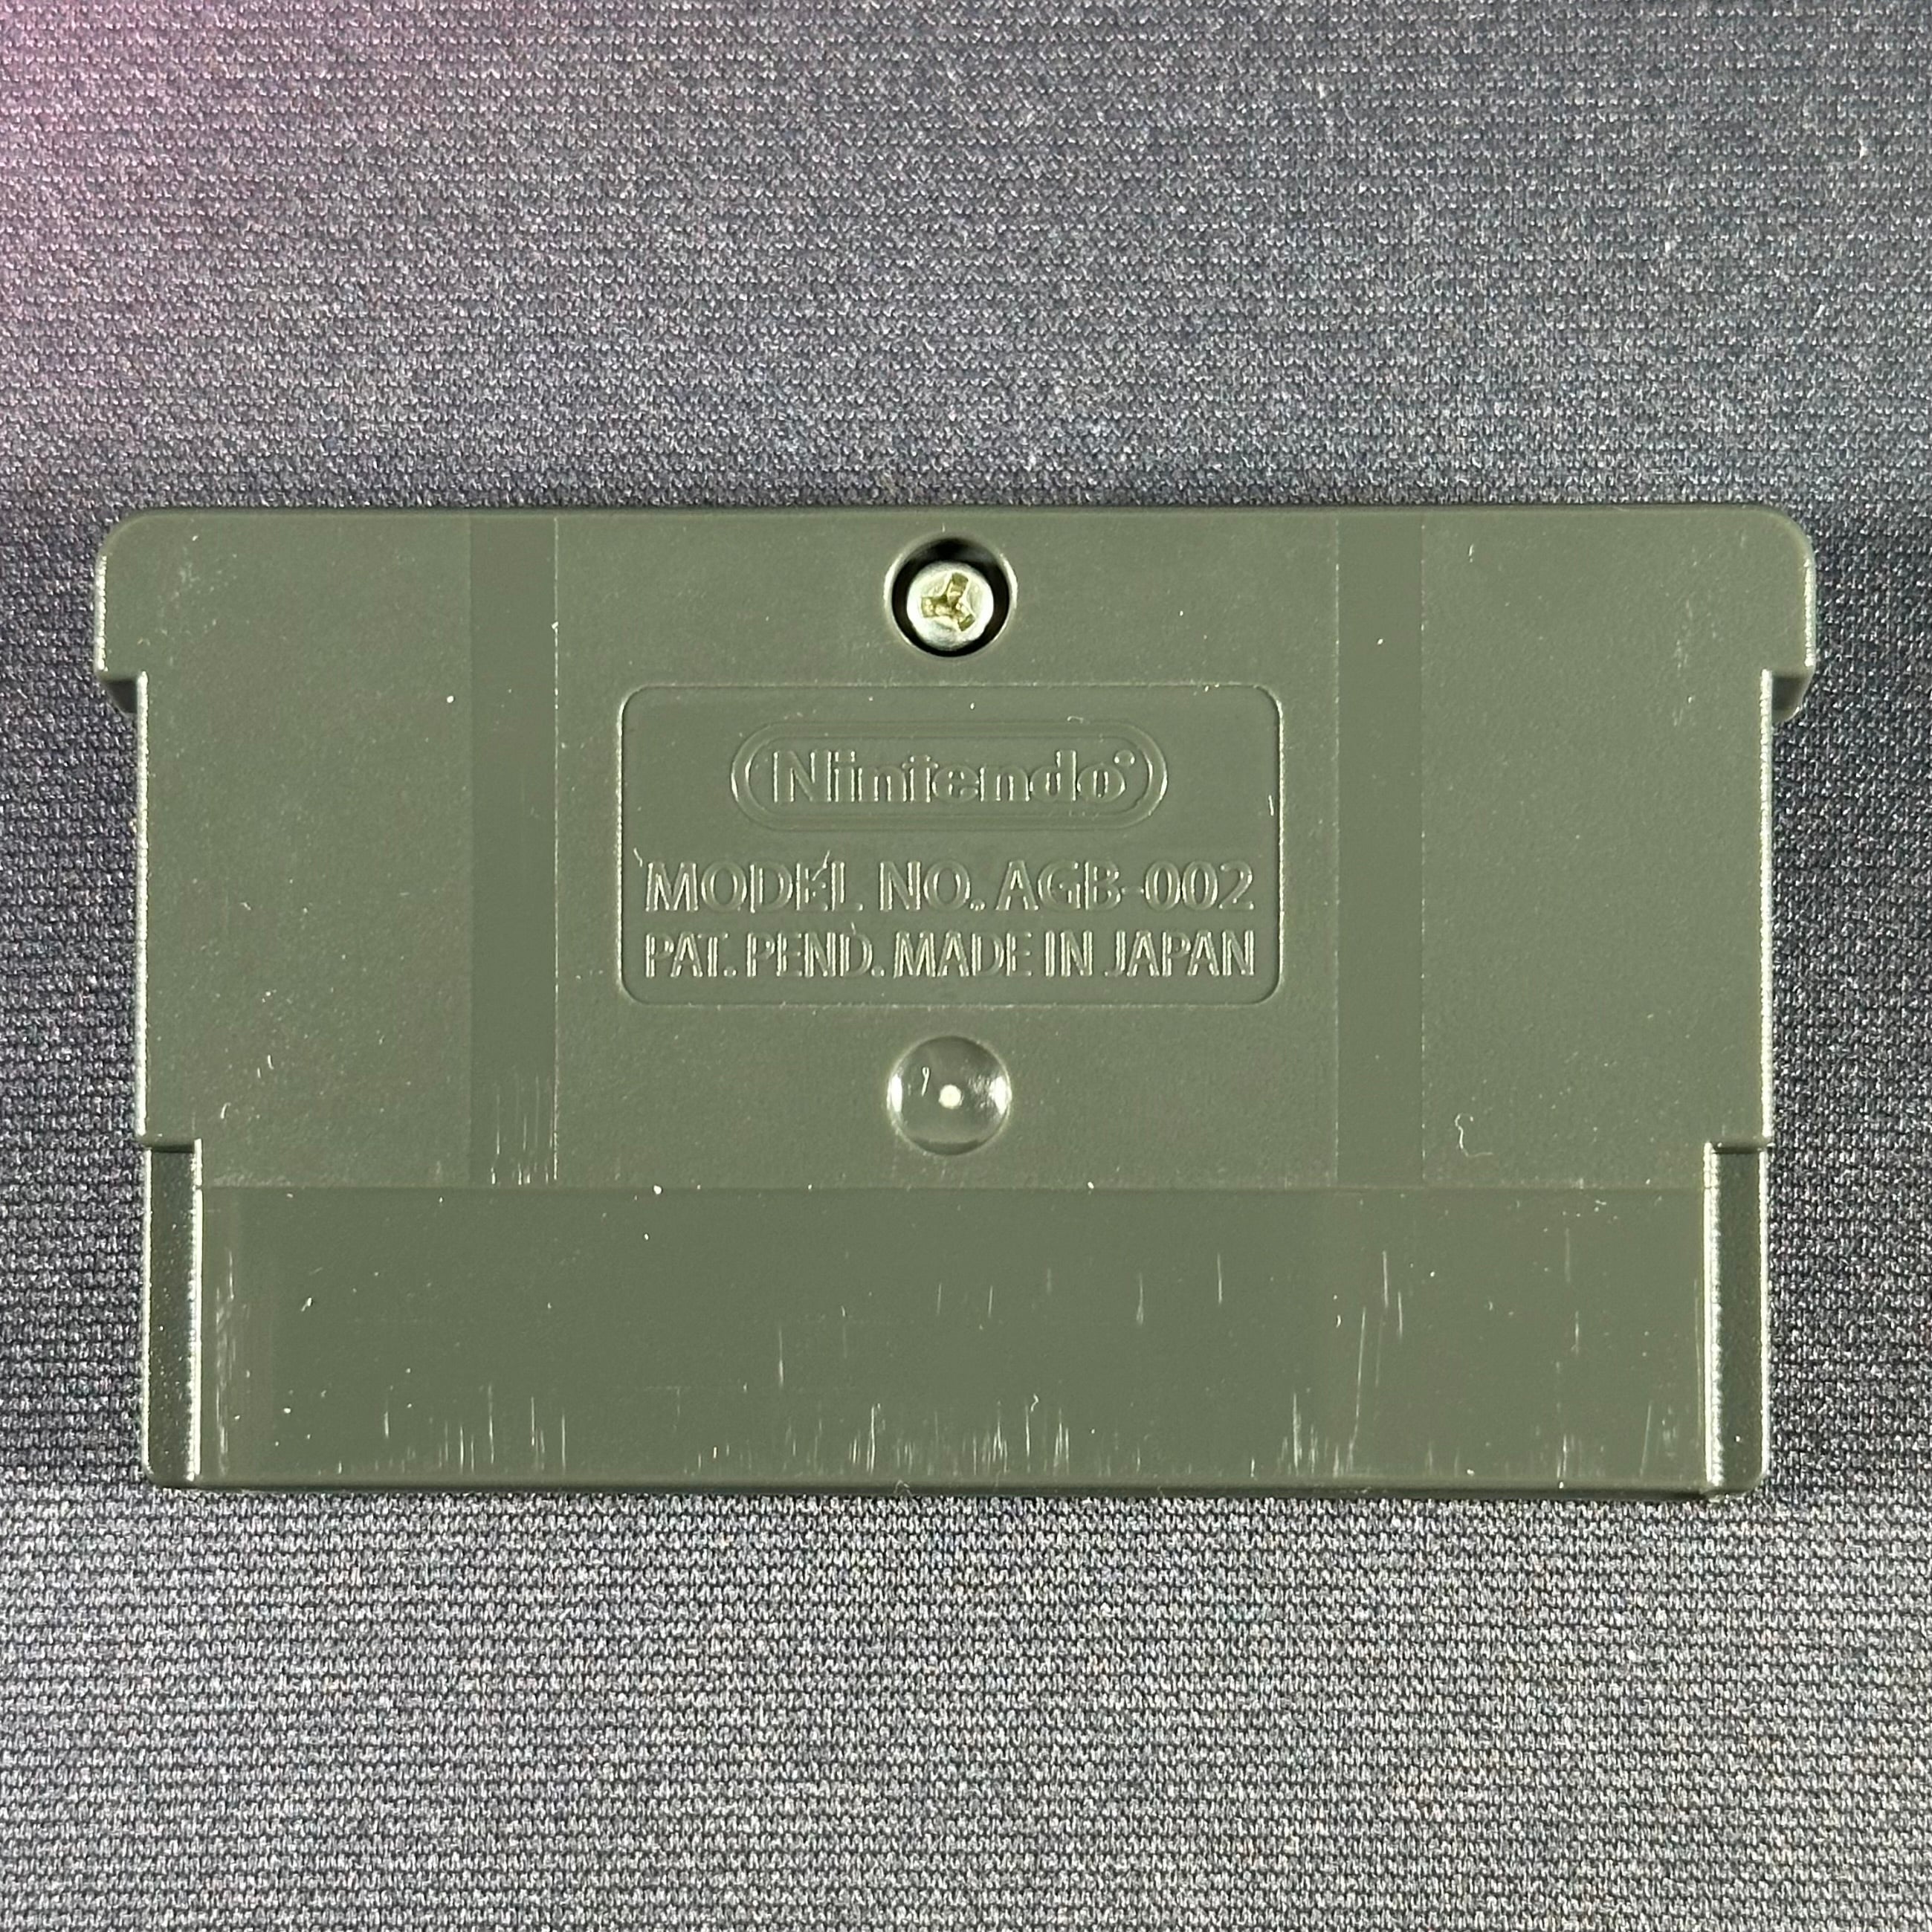 Nintendo®
MODEL NO. AGB-002
PAT. PEND. MADE IN JAPAN